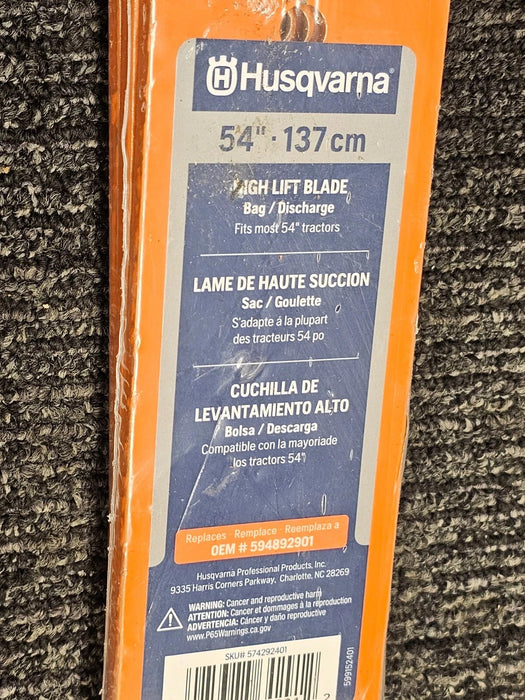 Husqvarna
54" · 137 cm
HIGH LIFT BLADE
Bag / Discharge
Fits most 54" tractors
LAME DE HAUTE SUCCION
Sac / Goulette
S'adapte á la plupart
des tracteurs 54 po
CUCHILLA DE
LEVANTAMIENTO ALTO
Bolsa / Descarga
Compatible con la mayoriade
los tractors 54"
Replaces Remplace Reemplaza a
OEM # 594892901
Husqvarna Professional Products, Inc.
9335 Harris Corners Parkway, Charlotte, NC 28269
WARNING: Cancer and reproductive harm
ATTENTION: Cancer et dommages à la réproduction
ADVERTENCIA: Cáncer y daño reproductive
www.P65Warnings.ca.gov
SKU# 574292401
599152401